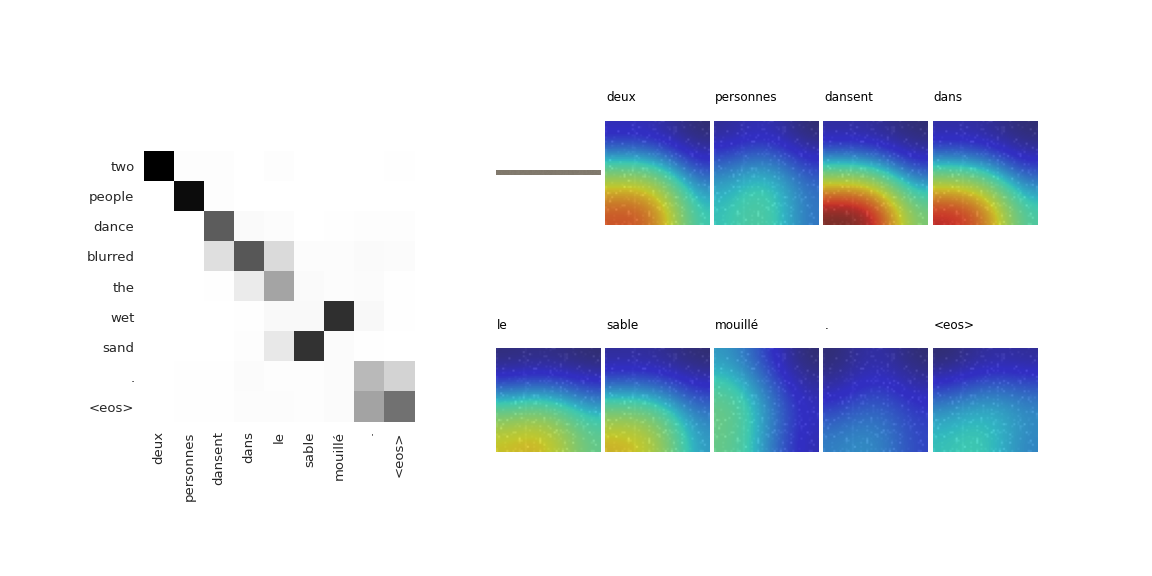 two
people
dance
blurred
the
wet
sand
.
<eos>
deux
personnes
dansent
dans
le
sable
mouillé
.
<eos>
deux personnes dansent dans
le sable mouillé . <eos>